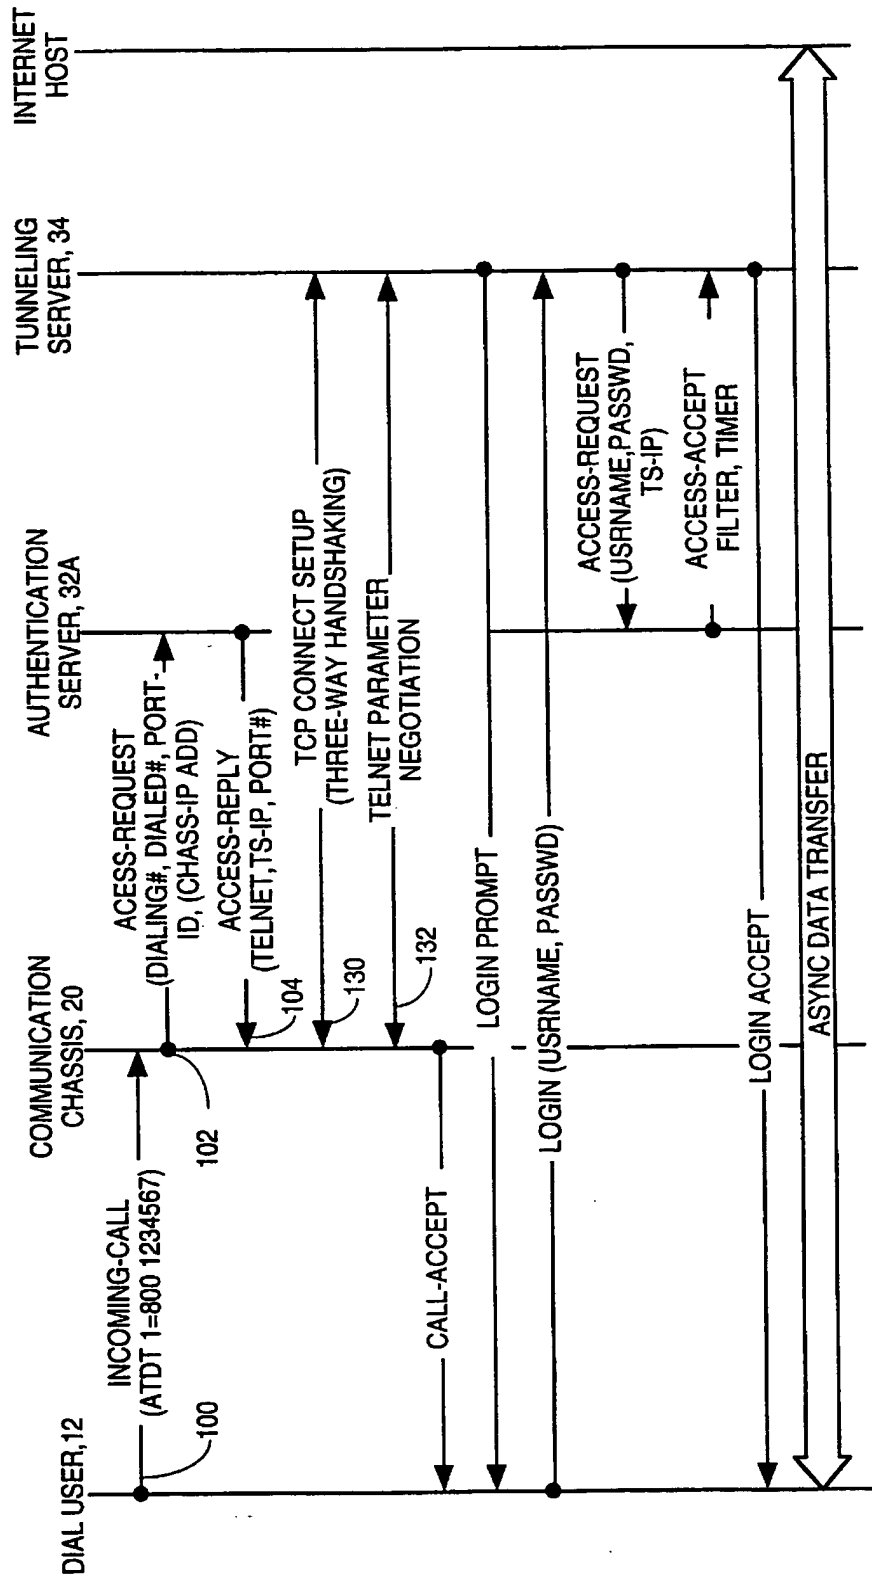 DIAL USER,12
COMMUNICATION
CHASSIS, 20
AUTHENTICATION
SERVER, 32A
TUNNELING
SERVER, 34
INTERNET
HOST
INCOMING-CALL
(ATDT 1=800 1234567)
100
102
ACESS-REQUEST
(DIALING#, DIALED#, PORT-
ID, (CHASS-IP ADD)
ACCESS-REPLY
(TELNET,TS-IP, PORT#)
104
TCP CONNECT SETUP
(THREE-WAY HANDSHAKING)
130
TELNET PARAMETER
NEGOTIATION
132
CALL-ACCEPT
LOGIN PROMPT
LOGIN (USRNAME, PASSWD)
ACCESS-REQUEST
(USRNAME,PASSWD,
TS-IP)
ACCESS-ACCEPT
FILTER, TIMER
LOGIN ACCEPT
ASYNC DATA TRANSFER